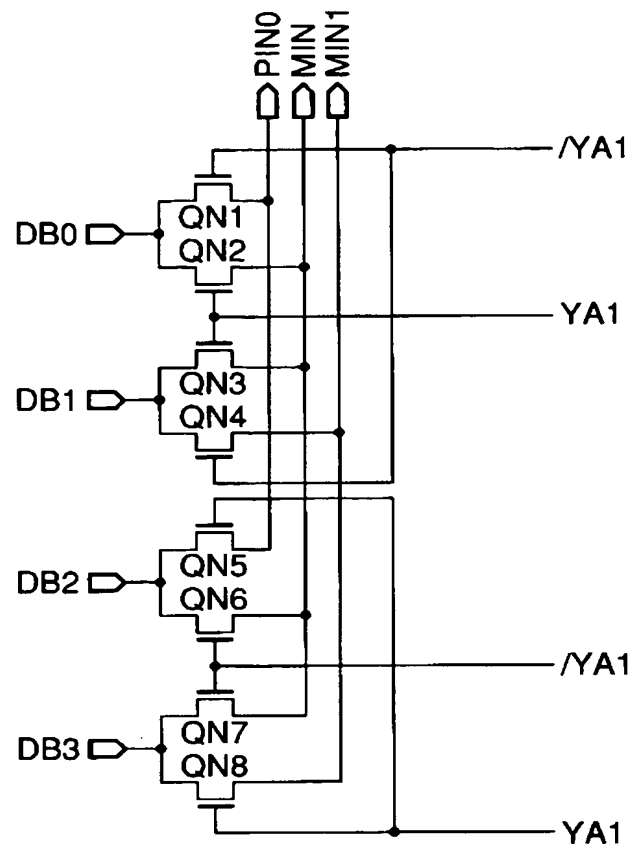 PIN0
MIN
MIN1
/YA1
QN1
DB0
QN2
YA1
QN3
DB1
QN4
QN5
DB2
QN6
/YA1
QN7
DB3
QN8
YA1